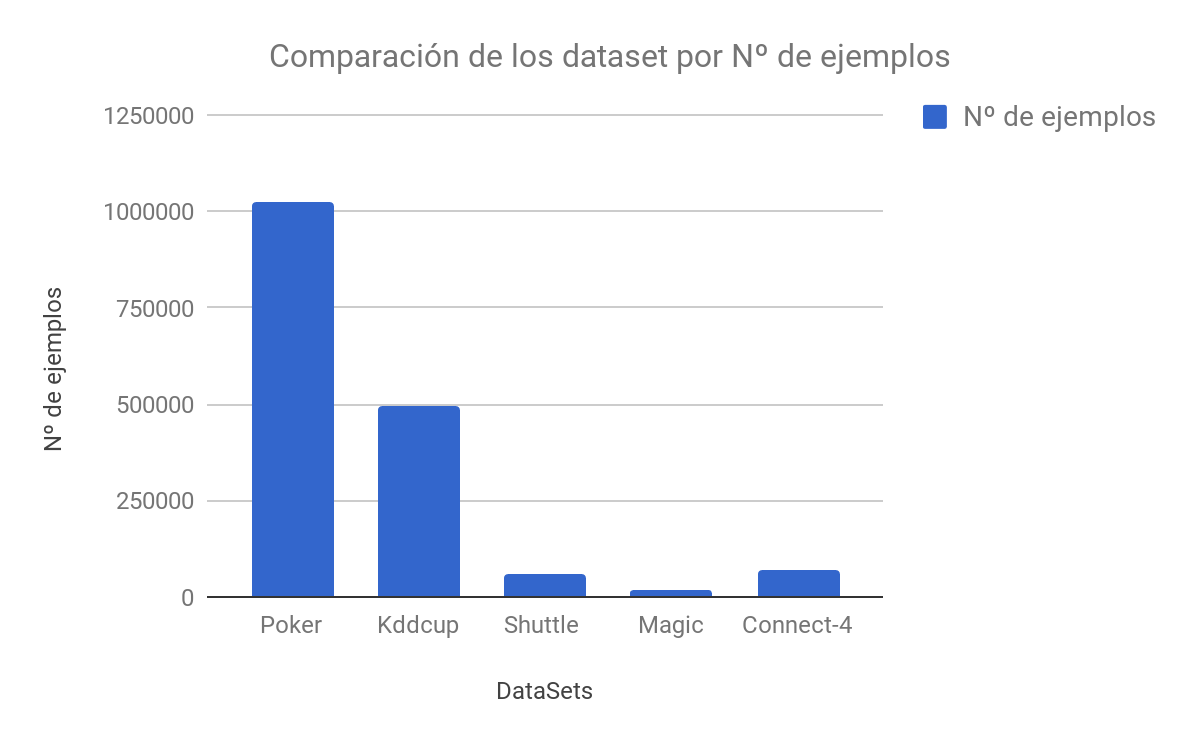 Comparación de los dataset por Nº de ejemplos
Nº de ejemplos
1250000
1000000
750000
500000
250000
0
Nº de ejemplos
Poker Kddcup Shuttle Magic Connect-4
DataSets